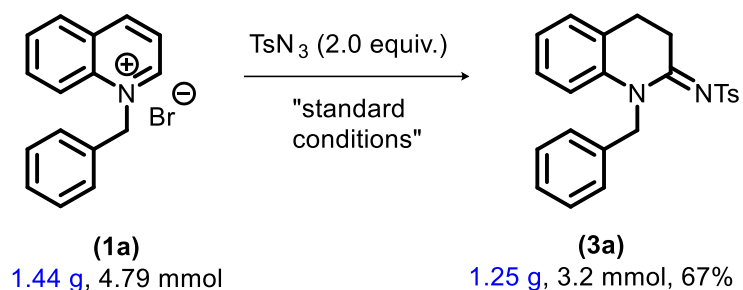 TsN3 (2.0 equiv.)
"standard
conditions"
N
+
Br
−
N
NTs
(1a)
1.44 g, 4.79 mmol
(3a)
1.25 g, 3.2 mmol, 67%